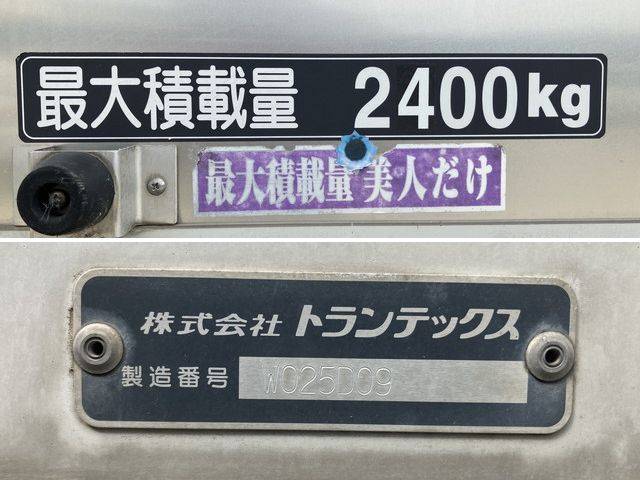 最大積載量 2400kg
最大積載量 美人だけ
株式会社 トランテックス
製造番号 W025D09